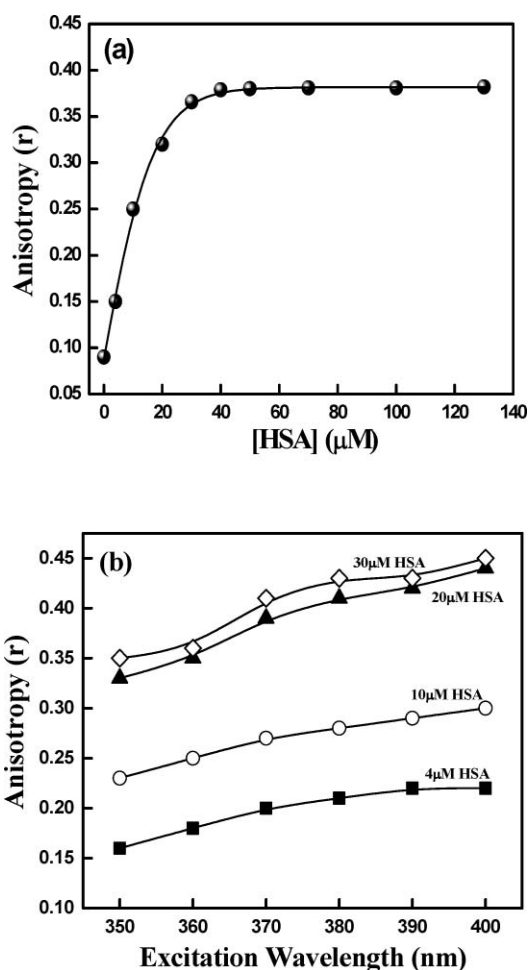 (a)
Anisotropy (r)
0.45
0.40
0.35
0.30
0.25
0.20
0.15
0.10
0.05
0 20 40 60 80 100 120 140
[HSA] (μM)
(b)
Anisotropy (r)
0.45
0.40
0.35
0.30
0.25
0.20
0.15
0.10
30μM HSA
20μM HSA
10μM HSA
4μM HSA
350 360 370 380 390 400
Excitation Wavelength (nm)